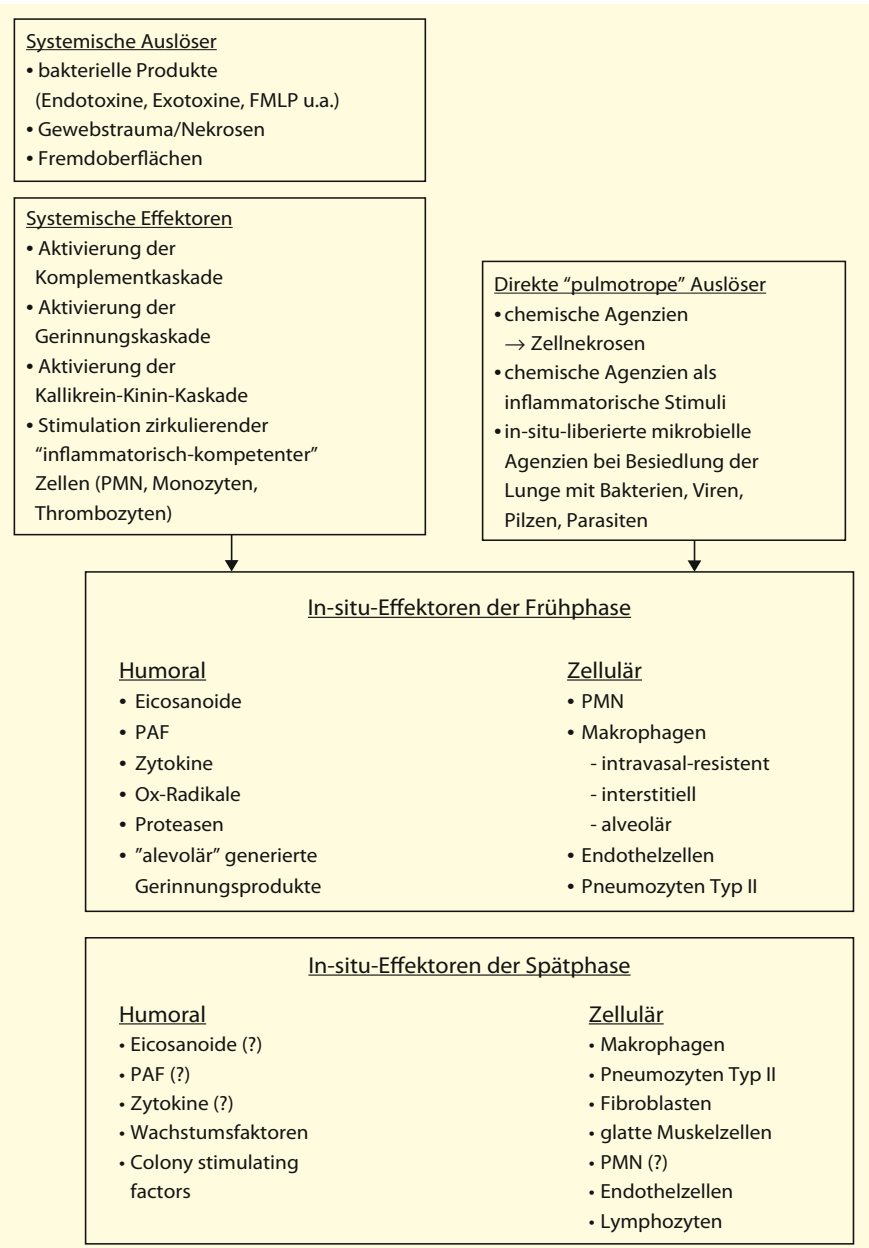 Systemische Auslöser
• bakterielle Produkte
(Endotoxine, Exotoxine, FMLP u.a.)
• Gewebstrauma/Nekrosen
• Fremdoberflächen
Systemische Effektoren
• Aktivierung der
Komplementkaskade
• Aktivierung der
Gerinnungskaskade
• Aktivierung der
Kallikrein-Kinin-Kaskade
• Stimulation zirkulierender
“inflammatorisch-kompetenter”
Zellen (PMN, Monozyten,
Thrombozyten)
Direkte “pulmotrope” Auslöser
• chemische Agenzien
→ Zellnekrosen
• chemische Agenzien als
inflammatorische Stimuli
• in-situ-liberierte mikrobielle
Agenzien bei Besiedlung der
Lunge mit Bakterien, Viren,
Pilzen, Parasiten
In-situ-Effektoren der Frühphase
Humoral
• Eicosanoide
• PAF
• Zytokine
• Ox-Radikale
• Proteasen
• ”alevolär” generierte
Gerinnungsprodukte
Zellulär
• PMN
• Makrophagen
- intravasal-resistent
- interstitiell
- alveolär
• Endothelzellen
• Pneumozyten Typ II
In-situ-Effektoren der Spätphase
Humoral
• Eicosanoide (?)
• PAF (?)
• Zytokine (?)
• Wachstumsfaktoren
• Colony stimulating
factors
Zellulär
• Makrophagen
• Pneumozyten Typ II
• Fibroblasten
• glatte Muskelzellen
• PMN (?)
• Endothelzellen
• Lymphozyten